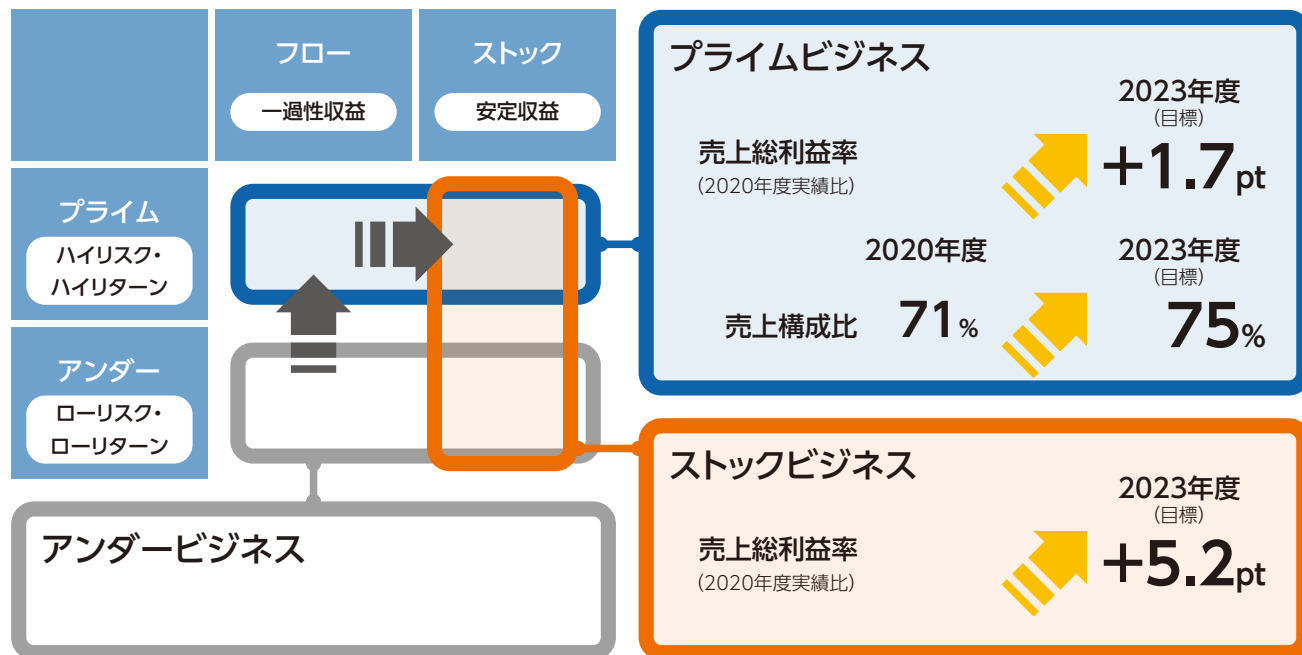 フロー
一過性収益
ストック
安定収益
プライム
ハイリスク・
ハイリターン
アンダー
ローリスク・
ローリターン
プライムビジネス
売上総利益率
(2020年度実績比)
2023年度
(目標)
+1.7pt
売上構成比
2020年度
71%
2023年度
(目標)
75%
ストックビジネス
売上総利益率
(2020年度実績比)
2023年度
(目標)
+5.2pt
アンダービジネス